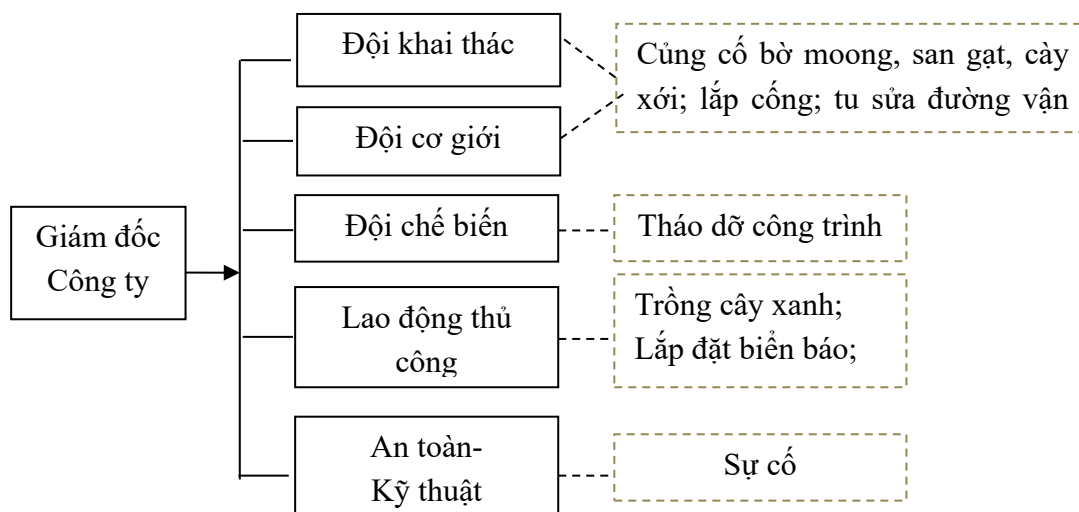 Đội khai thác
Củng cố bờ moong, san gạt, cày
xới; lắp cống; tu sửa đường vận
Đội cơ giới
Giám đốc
Công ty
Đội chế biến
Tháo dỡ công trình
Lao động thủ
công
Trồng cây xanh;
Lắp đặt biển báo;
An toàn-
Kỹ thuật
Sự cố